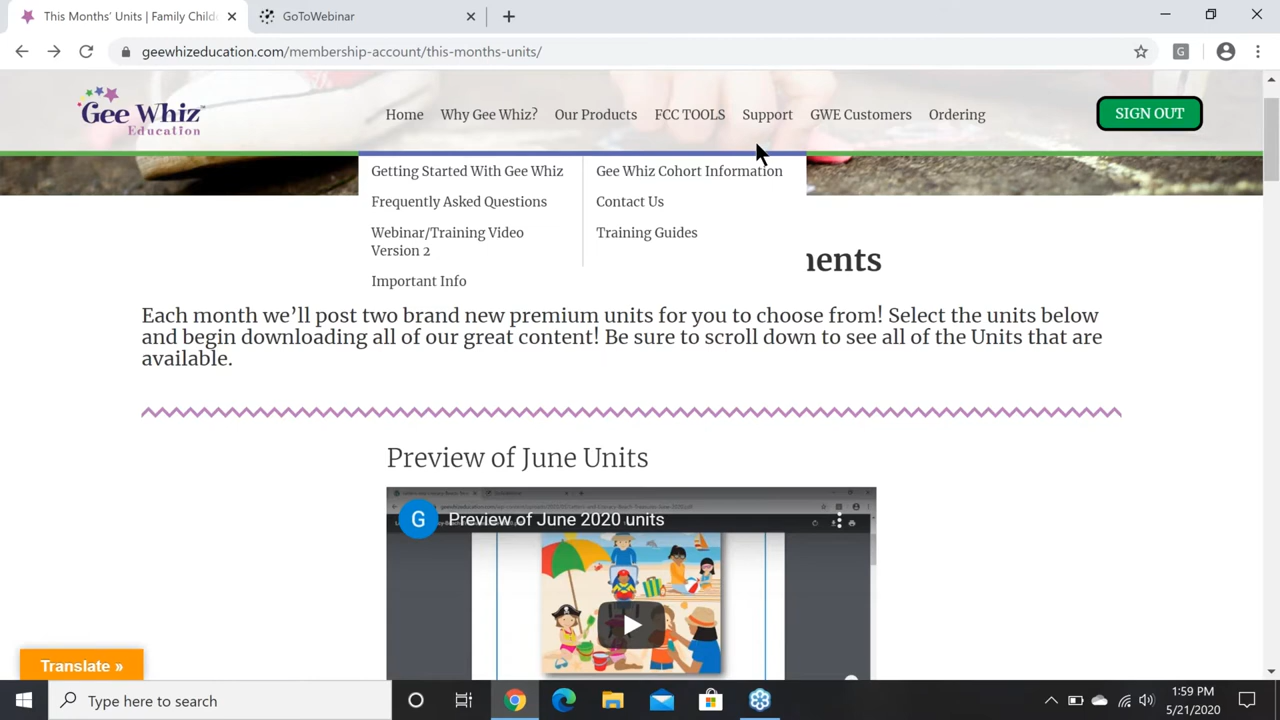 This Months' Units | Family Child
GoToWebinar
geewhizeducation.com/membership-account/this-months-units/
G
Gee Whiz
Education
Home Why Gee Whiz? Our Products FCC TOOLS Support GWE Customers Ordering
SIGN OUT
Getting Started With Gee Whiz
Frequently Asked Questions
Webinar/Training Video
Version 2
Important Info
Gee Whiz Cohort Information
Contact Us
Training Guides
Each month we'll post two brand new premium units for you to choose from! Select the units below
and begin downloading all of our great content! Be sure to scroll down to see all of the Units that are
available.
Preview of June Units
G
Preview of June 2020 units
Translate »
Type here to search
1:59 PM
5/21/2020